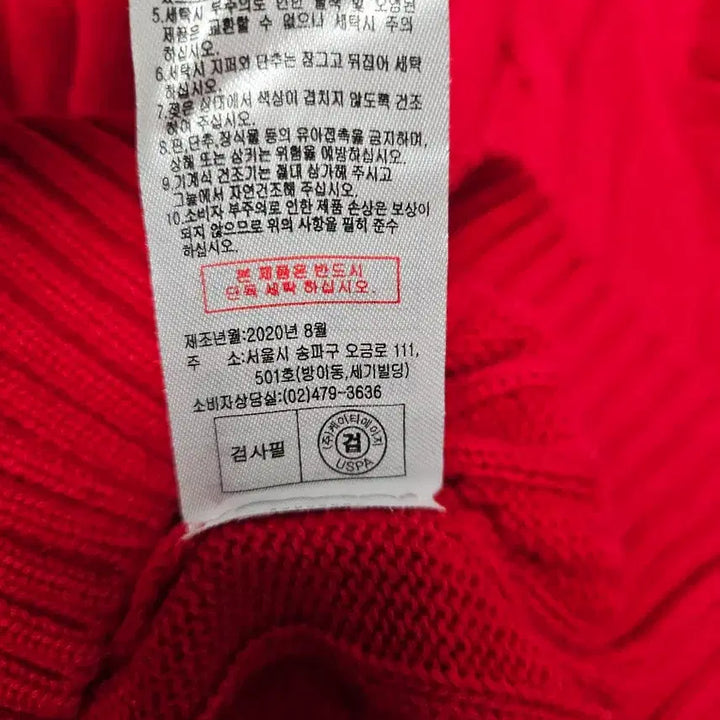 5.세탁시 부주의로 인한 탈색 및 오염된
제품은 교환할 수 없으나 세탁시 주의
하십시오.
6.세탁시 지퍼와 단추는 잠그고 뒤집어 세탁
하십시오.
7.젖은 상태에서 색상이 겹치지 않도록 건조
하여 주십시오.
8.핀,단추,장식물 등의 유아접촉을 금지하며,
상해 또는 삼키는 위험을 예방하십시오.
9.기계식 건조기는 절대 삼가해 주시고
그늘에서 자연건조해 주십시오.
10.소비자 부주의로 인한 제품 손상은 보상이
되지 않으므로 위의 사항을 필히 준수
하십시오.
본 제품은 반드시
단독 세탁 하십시오.
제조년월:2020년 8월
주 소:서울시 송파구 오금로 111,
501호(방이동,세기빌딩)
소비자상담실:(02)479-3636
검사필
(주)케이티에이지
검
USPA